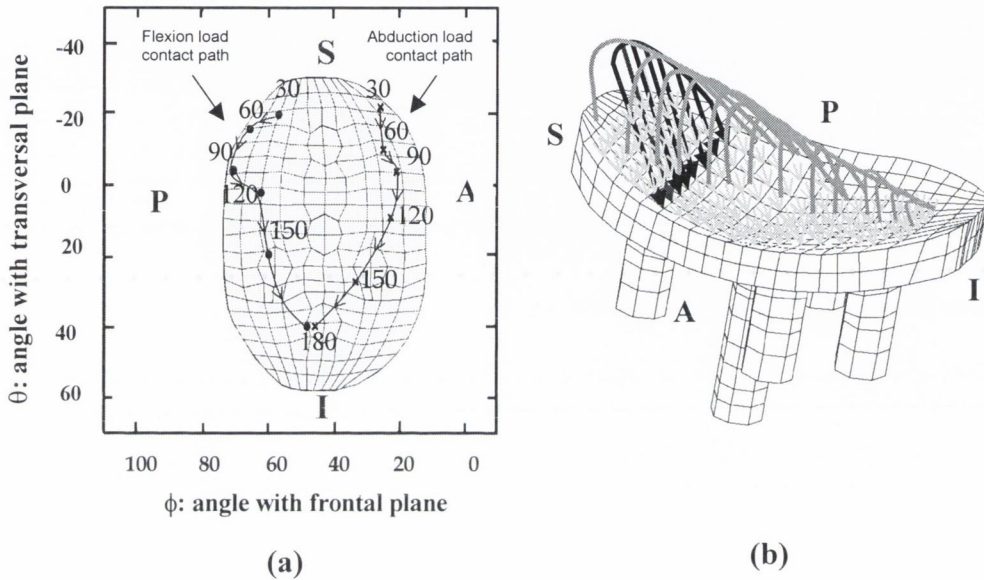 Flexion load
contact path
Abduction load
contact path
S
-40
-20
0
20
40
60
θ: angle with transversal plane
30
60
90
120
150
30
60
90
120
150
180
P
A
I
100
80
60
40
20
0
ϕ: angle with frontal plane
(a)
S
P
A
I
(b)